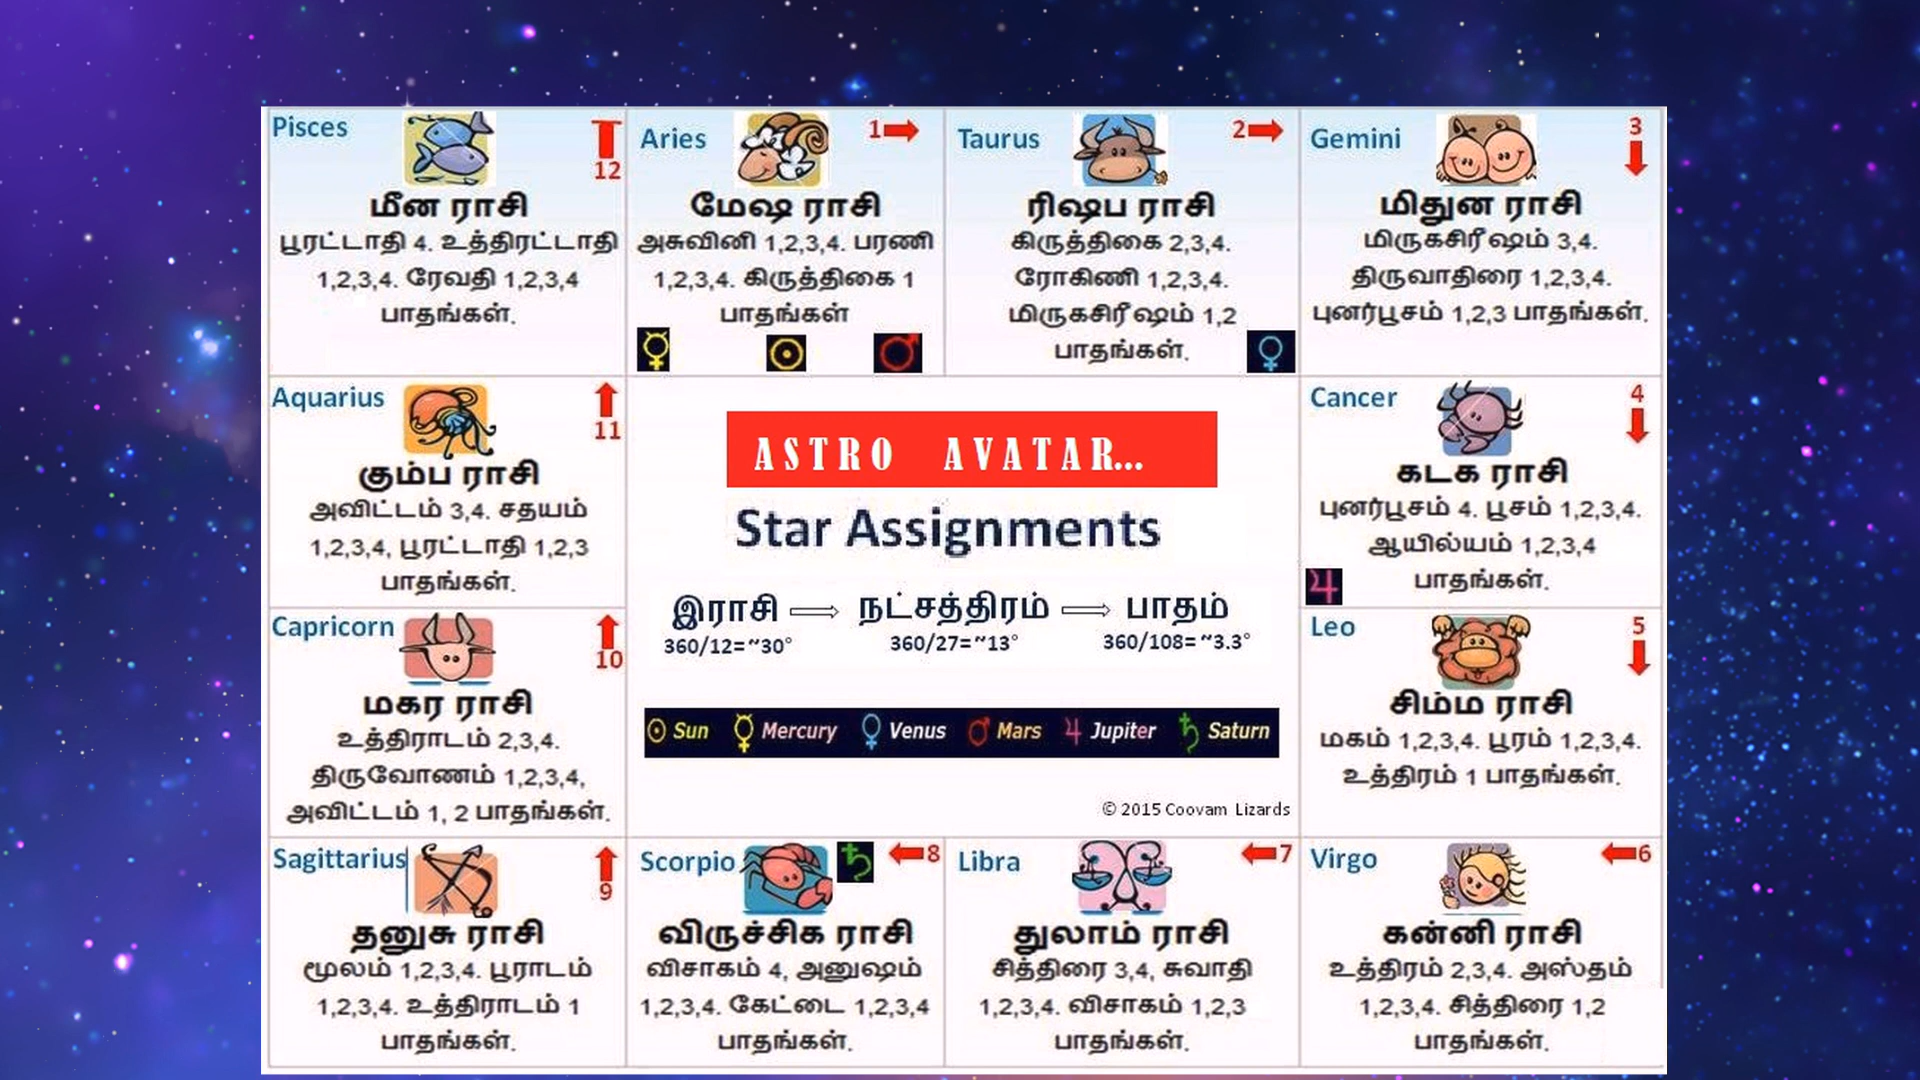 Pisces
12
மீன ராசி
பூரட்டாதி 4. உத்திரட்டாதி
1,2,3,4. ரேவதி 1,2,3,4
பாதங்கள்.
Aries
1
மேஷ ராசி
அசுவினி 1,2,3,4. பரணி
1,2,3,4. கிருத்திகை 1
பாதங்கள்
Taurus
2
ரிஷப ராசி
கிருத்திகை 2,3,4.
ரோகிணி 1,2,3,4.
மிருகசிரீஷம் 1,2
பாதங்கள்.
Gemini
3
மிதுன ராசி
மிருகசிரீஷம் 3,4.
திருவாதிரை 1,2,3,4.
புனர்பூசம் 1,2,3 பாதங்கள்.
Aquarius
11
கும்ப ராசி
அவிட்டம் 3,4. சதயம்
1,2,3,4, பூரட்டாதி 1,2,3
பாதங்கள்.
ASTRO AVATAR...
Star Assignments
இராசி ⇨ நட்சத்திரம் ⇨ பாதம்
360/12=~30° 360/27=~13° 360/108=~3.3°
Sun Mercury Venus Mars Jupiter Saturn
© 2015 Coovam Lizards
Cancer
4
கடக ராசி
புனர்பூசம் 4. பூசம் 1,2,3,4.
ஆயில்யம் 1,2,3,4
பாதங்கள்.
Capricorn
10
மகர ராசி
உத்திராடம் 2,3,4.
திருவோணம் 1,2,3,4,
அவிட்டம் 1, 2 பாதங்கள்.
Leo
5
சிம்ம ராசி
மகம் 1,2,3,4. பூரம் 1,2,3,4.
உத்திரம் 1 பாதங்கள்.
Sagittarius
9
தனுசு ராசி
மூலம் 1,2,3,4. பூராடம்
1,2,3,4. உத்திராடம் 1
பாதங்கள்.
Scorpio
8
விருச்சிக ராசி
விசாகம் 4, அனுஷம்
1,2,3,4. கேட்டை 1,2,3,4
பாதங்கள்.
Libra
7
துலாம் ராசி
சித்திரை 3,4, சுவாதி
1,2,3,4. விசாகம் 1,2,3
பாதங்கள்.
Virgo
6
கன்னி ராசி
உத்திரம் 2,3,4. அஸ்தம்
1,2,3,4. சித்திரை 1,2
பாதங்கள்.